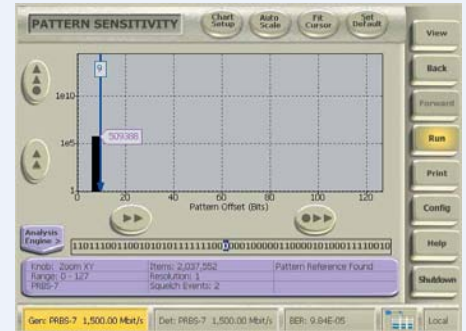 PATTERN SENSITIVITY
Chart Setup
Auto Scale
Fit Cursor
Set Default
View
Back
Forward
Run
Print
Config
Help
Shutdown
9
1e10
1e5
1
509388
0 20 40 60 80 100 120
Pattern Offset (Bits)
Analysis Engine >
Knob: Zoom XY
Range: 0 - 127
PRBS-7
Items: 2,037,552
Resolution: 1
Squelch Events: 2
Pattern Reference Found
Gen: PRBS-7 1,500.00 Mbit/s
Det: PRBS-7 1,500.00 Mbit/s
BER: 9.84E-05
Local